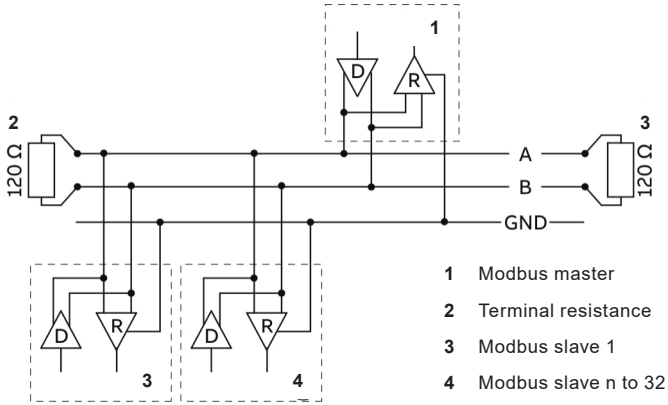 1
D
R
2
3
120 Ω
120 Ω
A
B
GND
D
R
3
D
R
4
1 Modbus master
2 Terminal resistance
3 Modbus slave 1
4 Modbus slave n to 32